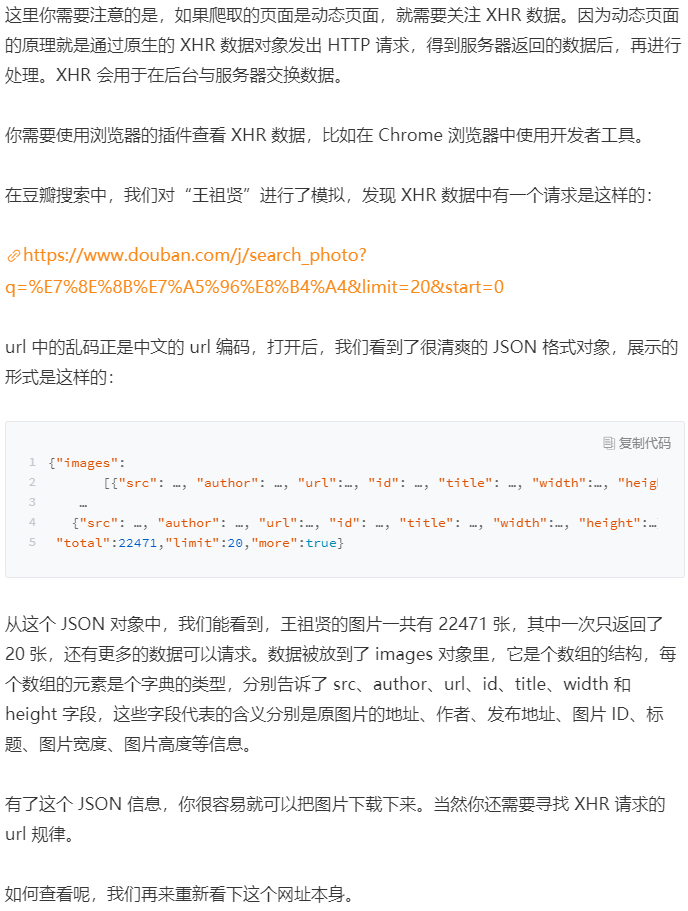 这里你需要注意的是，如果爬取的页面是动态页面，就需要关注 XHR 数据。因为动态页面
的原理就是通过原生的 XHR 数据对象发出 HTTP 请求，得到服务器返回的数据后，再进行
处理。XHR 会用于在后台与服务器交换数据。
你需要使用浏览器的插件查看 XHR 数据，比如在 Chrome 浏览器中使用开发者工具。
在豆瓣搜索中，我们对“王祖贤”进行了模拟，发现 XHR 数据中有一个请求是这样的：
https://www.douban.com/j/search_photo?
q=%E7%8E%8B%E7%A5%96%E8%B4%A4&limit=20&start=0
url 中的乱码正是中文的 url 编码，打开后，我们看到了很清爽的 JSON 格式对象，展示的
形式是这样的：
复制代码
1 {"images":
2 [{"src": …, "author": …, "url":…, "id": …, "title": …, "width":…, "heigh
3 …
4 {"src": …, "author": …, "url":…, "id": …, "title": …, "width":…, "height":…
5 "total":22471,"limit":20,"more":true}
从这个 JSON 对象中，我们能看到，王祖贤的图片一共有 22471 张，其中一次只返回了
20 张，还有更多的数据可以请求。数据被放到了 images 对象里，它是个数组的结构，每
个数组的元素是个字典的类型，分别告诉了 src、author、url、id、title、width 和
height 字段，这些字段代表的含义分别是原图片的地址、作者、发布地址、图片 ID、标
题、图片宽度、图片高度等信息。
有了这个 JSON 信息，你很容易就可以把图片下载下来。当然你还需要寻找 XHR 请求的
url 规律。
如何查看呢，我们再来重新看下这个网址本身。